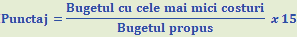 Bugetul cu cele mai mici costuri
Punctaj = x 15
Bugetul propus